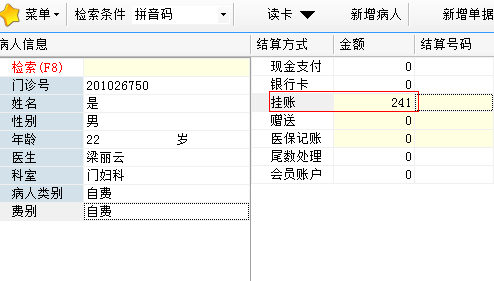 菜单 检索条件 拼音码 读卡 新增病人 新增单据
病人信息 结算方式 金额 结算号码
检索(F8) 现金支付 0
门诊号 201026750 银行卡 0
姓名 是 挂账 241
性别 男 赠送 0
年龄 22 岁 医保记账 0
医生 梁丽云 尾数处理 0
科室 门妇科 会员账户 0
病人类别 自费
费别 自费